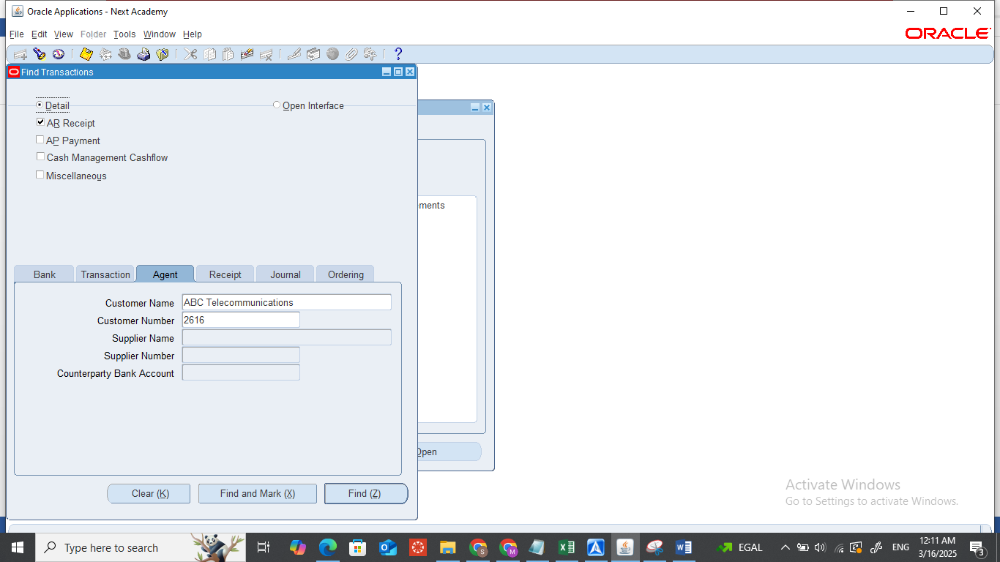 Oracle Applications - Next Academy
File Edit View Folder Tools Window Help
ORACLE
Find Transactions
Detail
Open Interface
AR Receipt
AP Payment
Cash Management Cashflow
Miscellaneous
ments
Bank Transaction Agent Receipt Journal Ordering
Customer Name ABC Telecommunications
Customer Number 2616
Supplier Name
Supplier Number
Counterparty Bank Account
Open
Clear (K) Find and Mark (X) Find (Z)
Activate Windows
Go to Settings to activate Windows.
Type here to search
EGAL
ENG
12:11 AM
3/16/2025
3